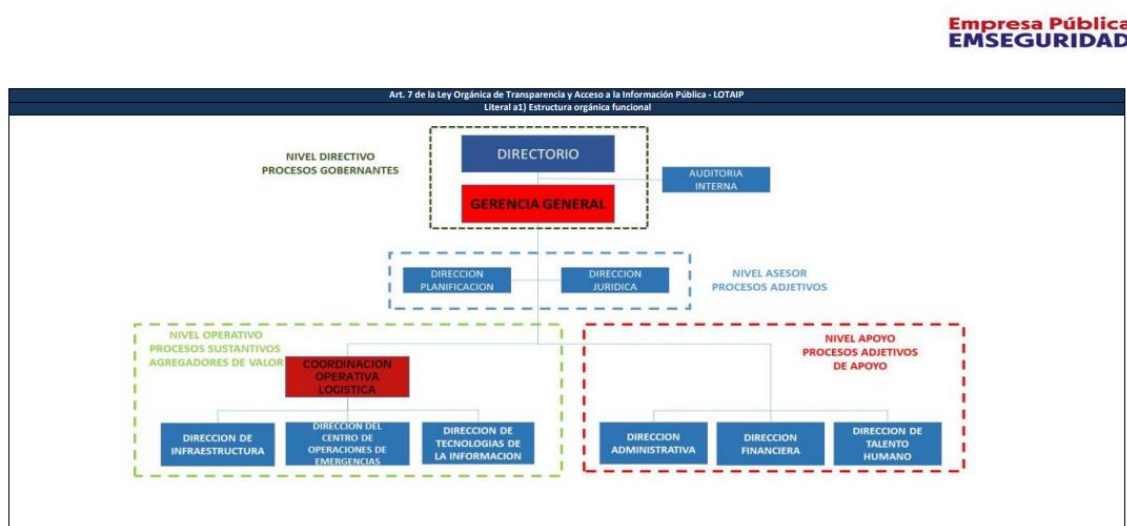 Empresa Pública
EMSEGURIDAD
Art. 7 de la Ley Orgánica de Transparencia y Acceso a la Información Pública - LOTAIP
Literal a1) Estructura orgánica funcional
NIVEL DIRECTIVO
PROCESOS GOBERNANTES
DIRECTORIO
AUDITORIA
INTERNA
GERENCIA GENERAL
DIRECCION
PLANIFICACION
DIRECCION
JURIDICA
NIVEL ASESOR
PROCESOS ADJETIVOS
NIVEL OPERATIVO
PROCESOS SUSTANTIVOS
AGREGADORES DE VALOR
COORDINACION
OPERATIVA
LOGISTICA
NIVEL APOYO
PROCESOS ADJETIVOS
DE APOYO
DIRECCION DE
INFRAESTRUCTURA
DIRECCION DEL
CENTRO DE
OPERACIONES DE
EMERGENCIAS
DIRECCION DE
TECNOLOGIAS DE
LA INFORMACION
DIRECCION
ADMINISTRATIVA
DIRECCION
FINANCIERA
DIRECCION DE
TALENTO
HUMANO